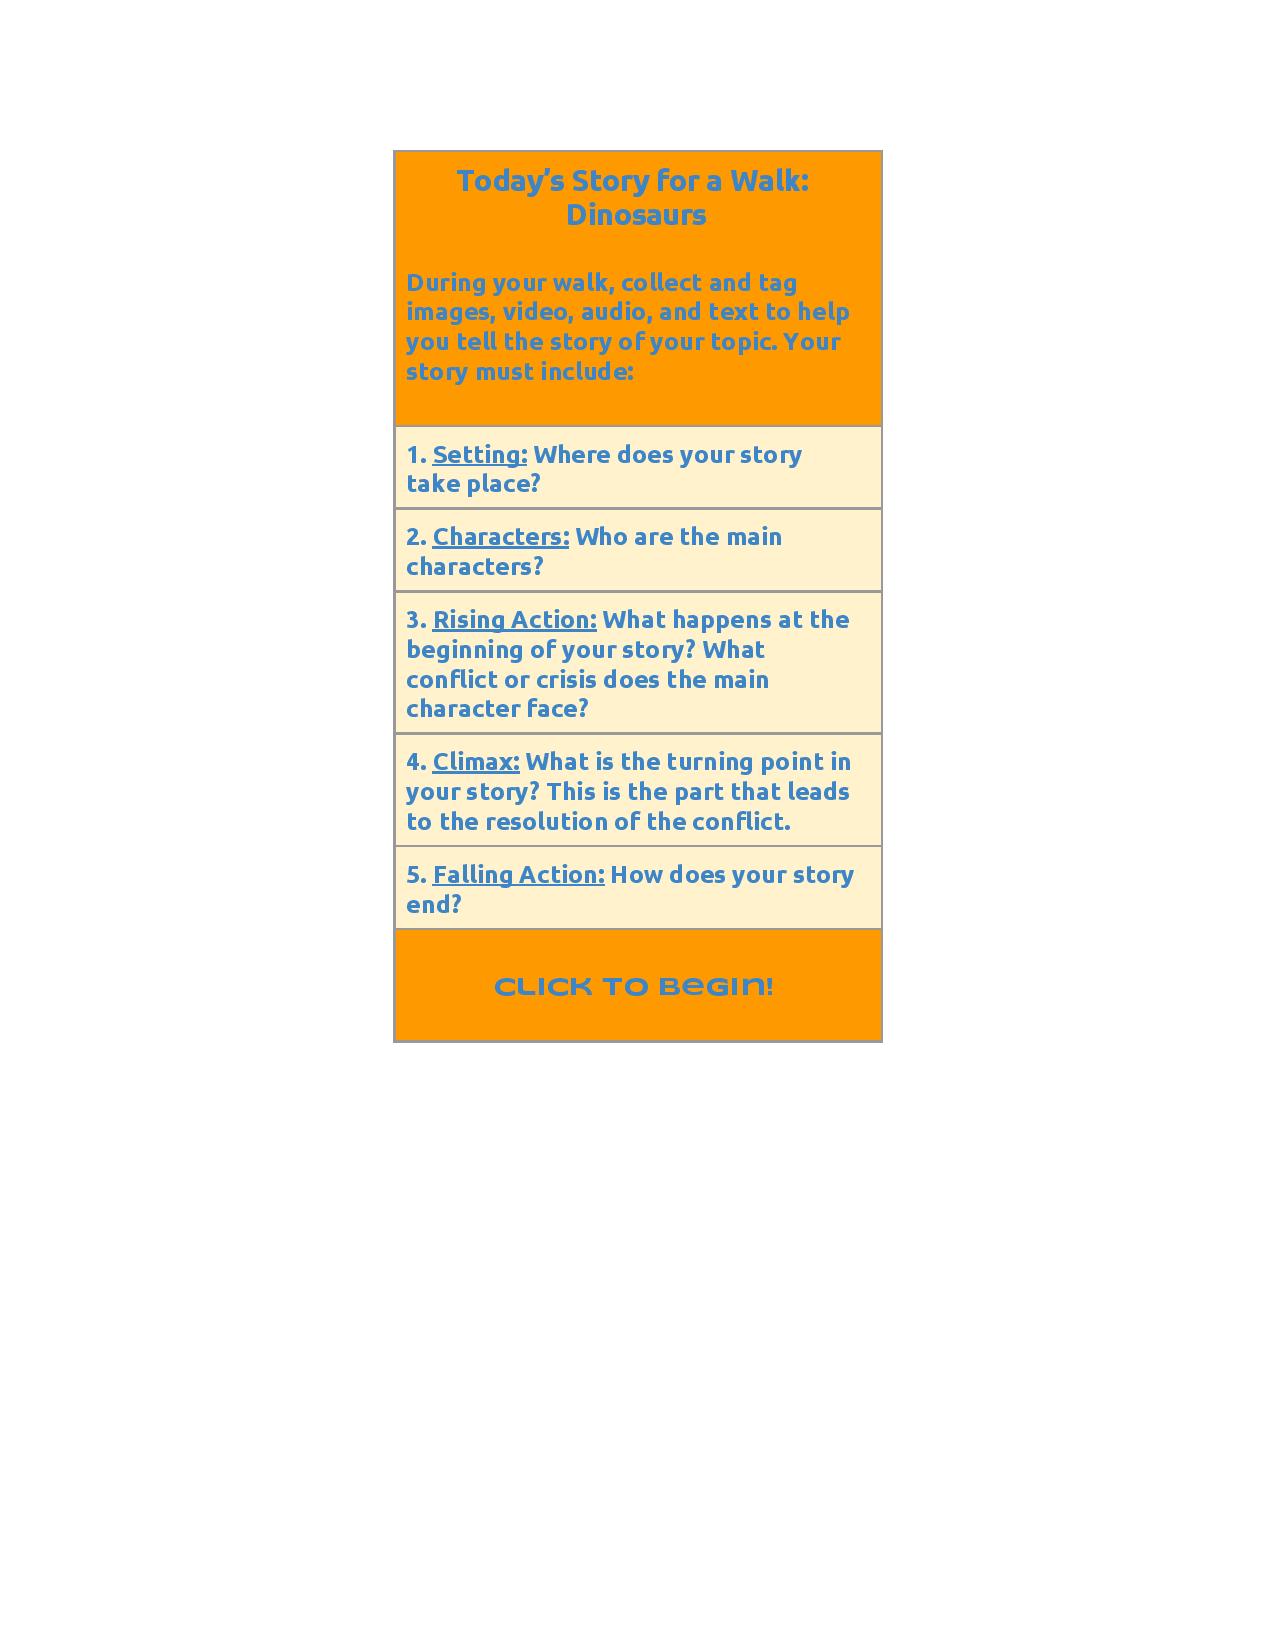 Today’s Story for a Walk:
Dinosaurs
During your walk, collect and tag
images, video, audio, and text to help
you tell the story of your topic. Your
story must include:
1. Setting: Where does your story
take place?
2. Characters: Who are the main
characters?
3. Rising Action: What happens at the
beginning of your story? What
conflict or crisis does the main
character face?
4. Climax: What is the turning point in
your story? This is the part that leads
to the resolution of the conflict.
5. Falling Action: How does your story
end?
CLICK TO BEGIN!